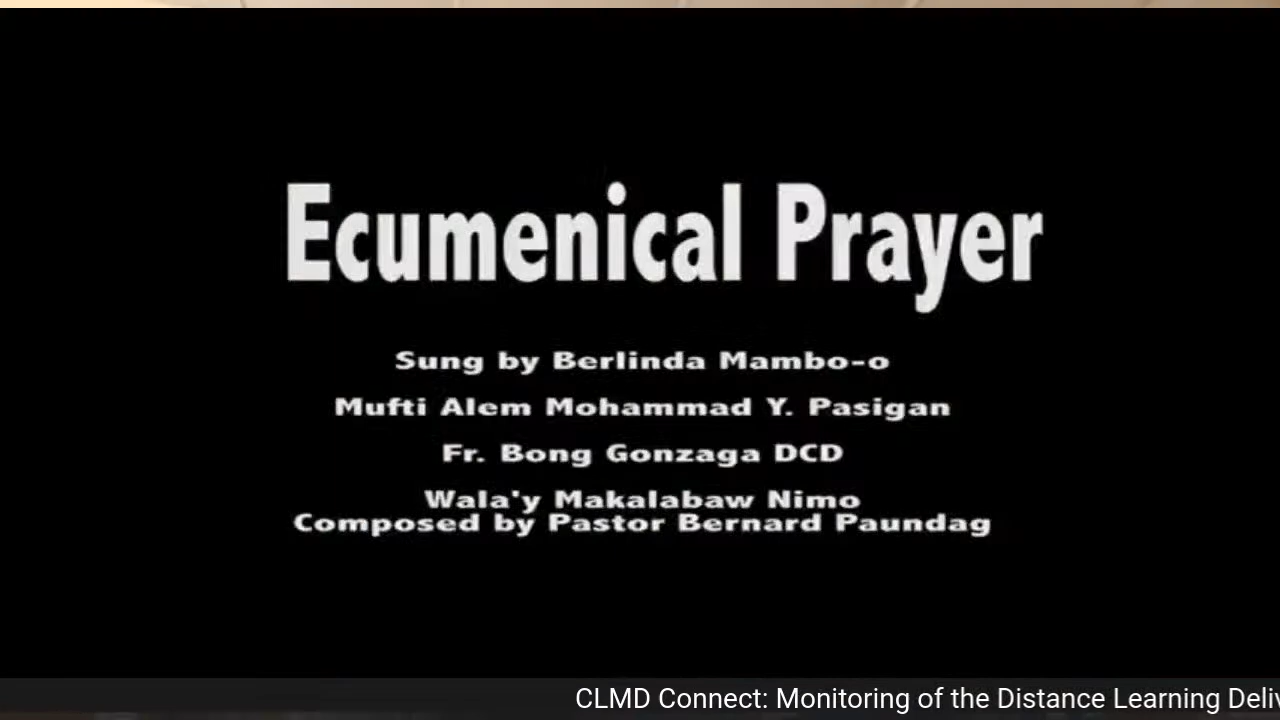 Ecumenical Prayer
Sung by Berlinda Mambo-o
Mufti Alem Mohammad Y. Pasigan
Fr. Bong Gonzaga DCD
Wala'y Makalabaw Nimo
Composed by Pastor Bernard Paundag
CLMD Connect: Monitoring of the Distance Learning